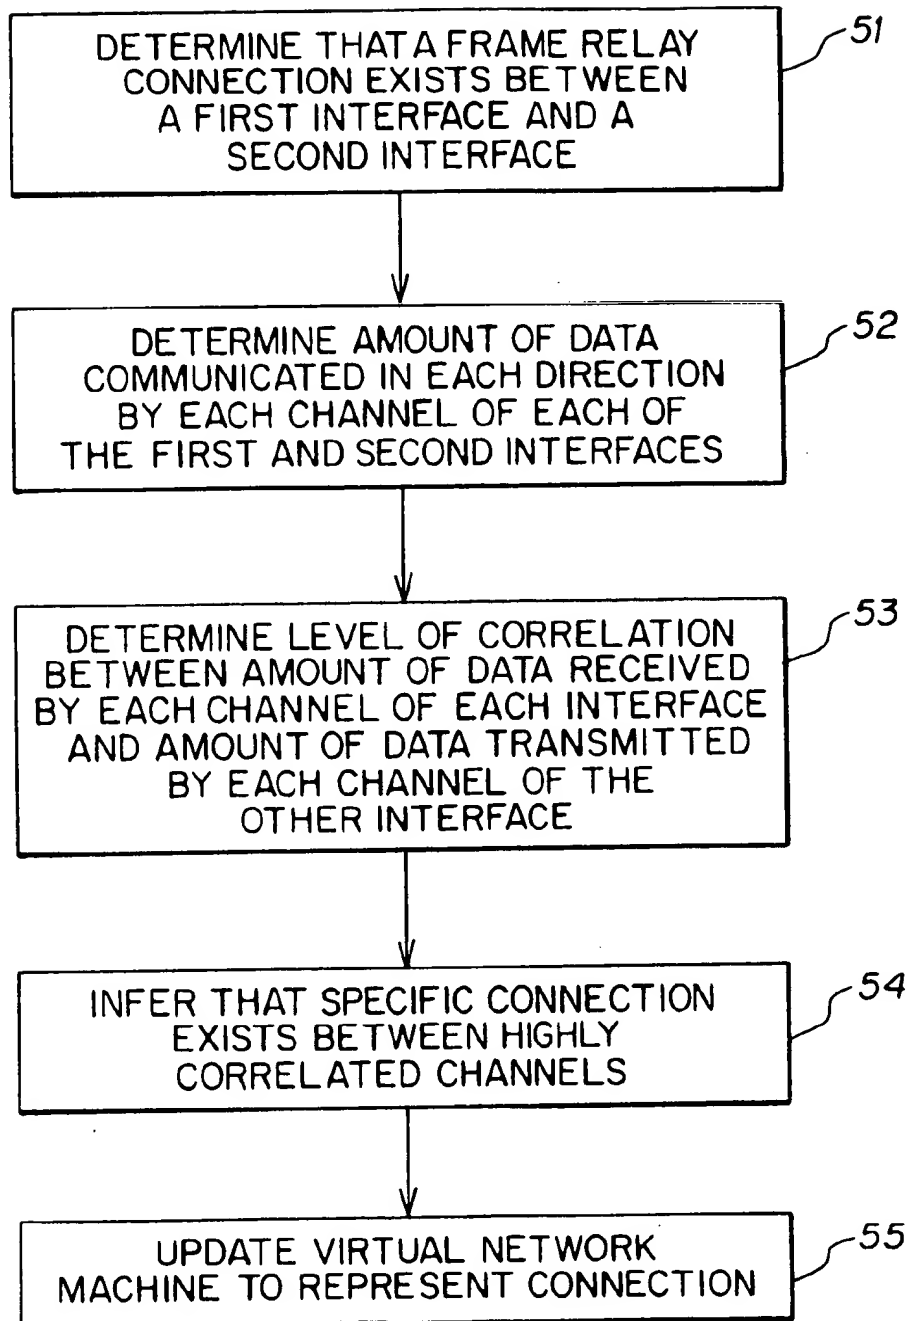 DETERMINE THAT A FRAME RELAY
CONNECTION EXISTS BETWEEN
A FIRST INTERFACE AND A
SECOND INTERFACE
51
DETERMINE AMOUNT OF DATA
COMMUNICATED IN EACH DIRECTION
BY EACH CHANNEL OF EACH OF
THE FIRST AND SECOND INTERFACES
52
DETERMINE LEVEL OF CORRELATION
BETWEEN AMOUNT OF DATA RECEIVED
BY EACH CHANNEL OF EACH INTERFACE
AND AMOUNT OF DATA TRANSMITTED
BY EACH CHANNEL OF THE
OTHER INTERFACE
53
INFER THAT SPECIFIC CONNECTION
EXISTS BETWEEN HIGHLY
CORRELATED CHANNELS
54
UPDATE VIRTUAL NETWORK
MACHINE TO REPRESENT CONNECTION
55